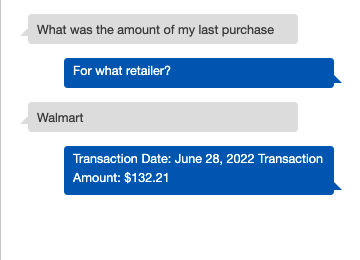 What was the amount of my last purchase
For what retailer?
Walmart
Transaction Date: June 28, 2022 Transaction
Amount: $132.21